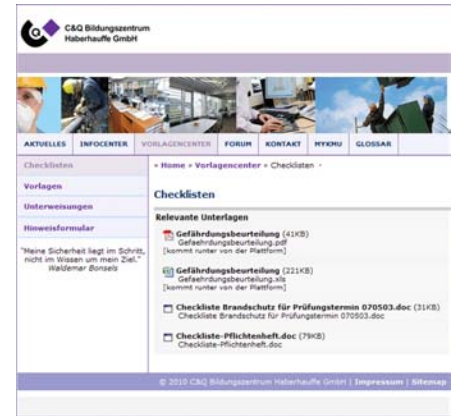 C&Q Bildungszentrum
Haberhauffe GmbH
AKTUELLES INFOCENTER VORLAGENCENTER FORUM KONTAKT MYKMU GLOSSAR
Checklisten
Vorlagen
Unterweisungen
Hinweisformular
"Meine Sicherheit liegt im Schritt,
nicht im Wissen um mein Ziel."
Waldemar Bonsels
» Home » Vorlagencenter » Checklisten
Checklisten
Relevante Unterlagen
Gefährdungsbeurteilung (41KB)
Gefaehrdungsbeurteilung.pdf
[kommt runter von der Plattform]
Gefährdungsbeurteilung (221KB)
Gefaehrdungsbeurteilung.xls
[kommt runter von der Plattform]
Checkliste Brandschutz für Prüfungstermin 070503.doc (31KB)
Checkliste Brandschutz für Prüfungstermin 070503.doc
Checkliste-Pflichtenheft.doc (79KB)
Checkliste-Pflichtenheft.doc
© 2010 C&Q Bildungszentrum Haberhauffe GmbH | Impressum | Sitemap